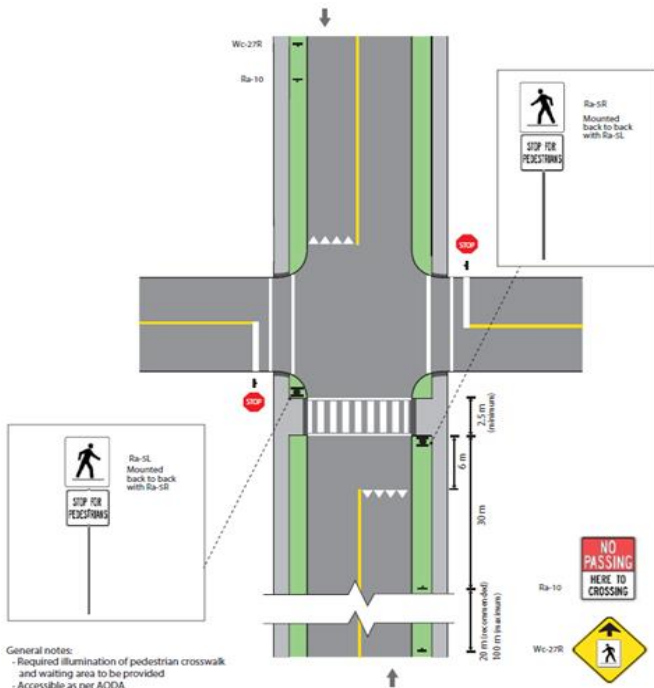 Wc-27R
Ra-10
Ra-5R
Mounted
back to back
with Ra-5L
STOP FOR
PEDESTRIANS
STOP
STOP
2.5 m
(minimum)
6 m
30 m
20 m (recommended)
100 m (maximum)
Ra-5L
Mounted
back to back
with Ra-5R
STOP FOR
PEDESTRIANS
Ra-10
NO
PASSING
HERE TO
CROSSING
Wc-27R
General notes:
- Required illumination of pedestrian crosswalk
and waiting area to be provided
- Accessible as per AODA